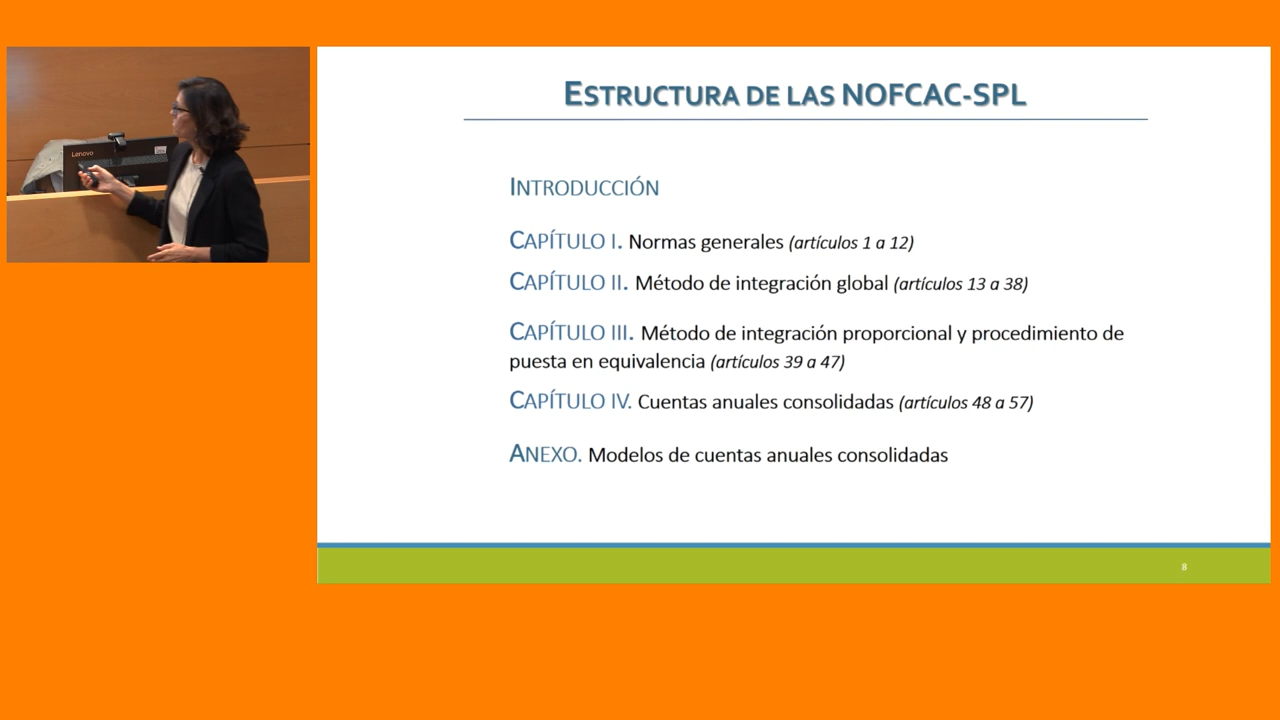 Lenovo
ESTRUCTURA DE LAS NOFCAC-SPL
INTRODUCCIÓN
CAPÍTULO I. Normas generales (artículos 1 a 12)
CAPÍTULO II. Método de integración global (artículos 13 a 38)
CAPÍTULO III. Método de integración proporcional y procedimiento de
puesta en equivalencia (artículos 39 a 47)
CAPÍTULO IV. Cuentas anuales consolidadas (artículos 48 a 57)
ANEXO. Modelos de cuentas anuales consolidadas
8